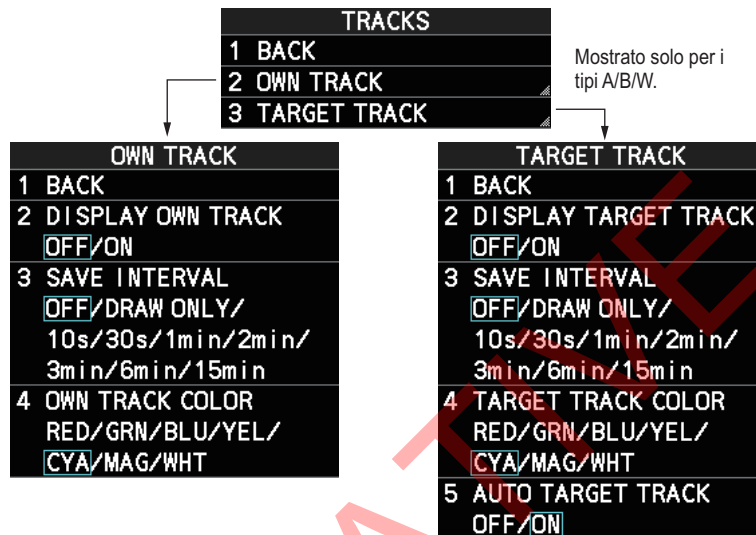 TRACKS
1 BACK
2 OWN TRACK
3 TARGET TRACK
Mostrato solo per i
tipi A/B/W.
OWN TRACK
1 BACK
2 DISPLAY OWN TRACK
OFF/ON
3 SAVE INTERVAL
OFF/DRAW ONLY/
10s/30s/1min/2min/
3min/6min/15min
4 OWN TRACK COLOR
RED/GRN/BLU/YEL/
CYA/MAG/WHT
TARGET TRACK
1 BACK
2 DISPLAY TARGET TRACK
OFF/ON
3 SAVE INTERVAL
OFF/DRAW ONLY/
10s/30s/1min/2min/
3min/6min/15min
4 TARGET TRACK COLOR
RED/GRN/BLU/YEL/
CYA/MAG/WHT
5 AUTO TARGET TRACK
OFF/ON
ATIVE